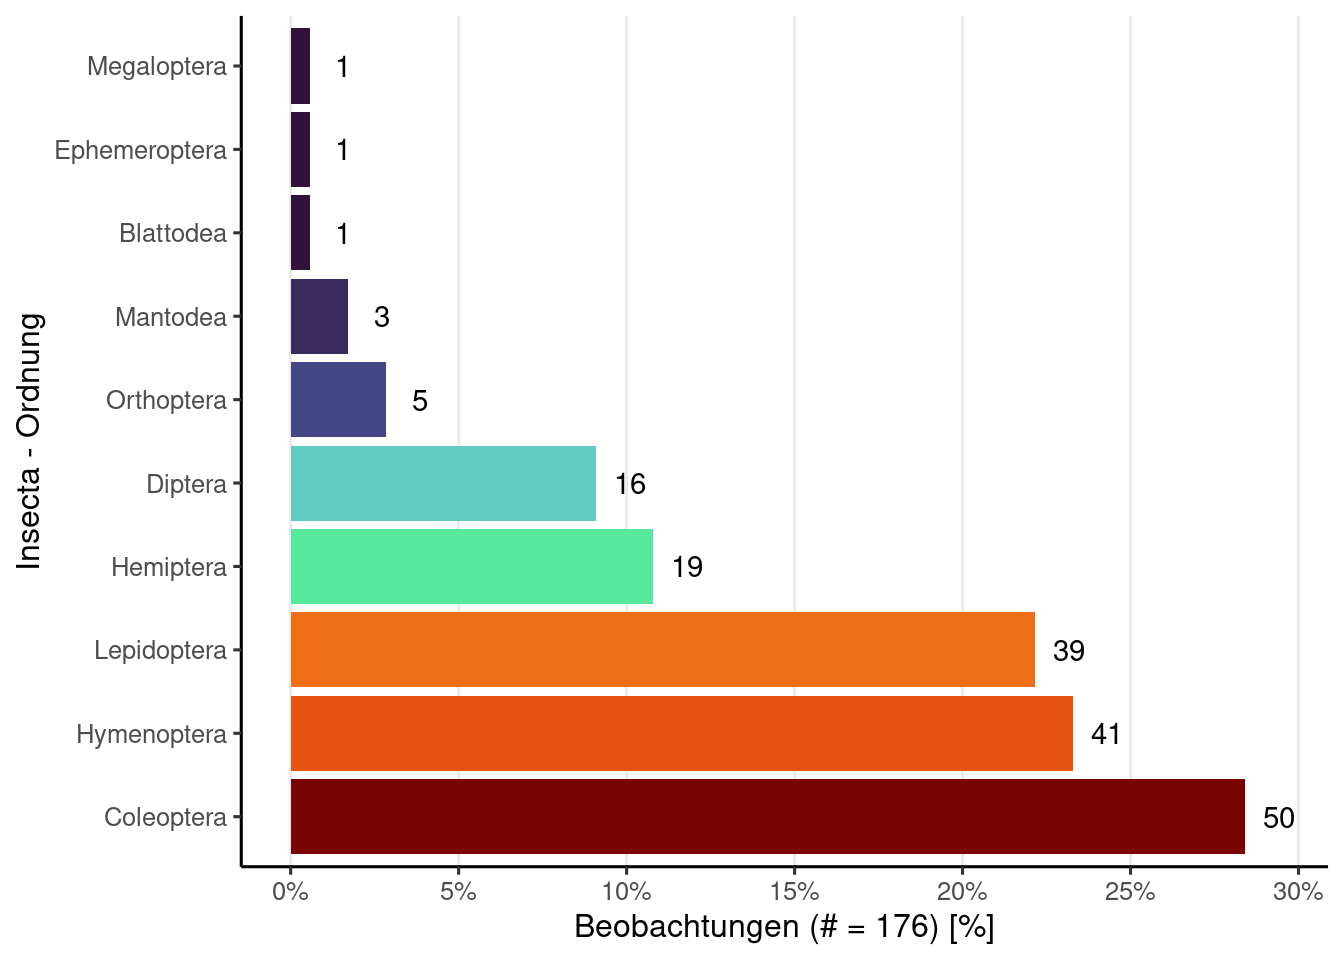 Insecta - Ordnung
Megaloptera 1
Ephemeroptera 1
Blattodea 1
Mantodea 3
Orthoptera 5
Diptera 16
Hemiptera 19
Lepidoptera 39
Hymenoptera 41
Coleoptera 50
0% 5% 10% 15% 20% 25% 30%
Beobachtungen (# = 176) [%]